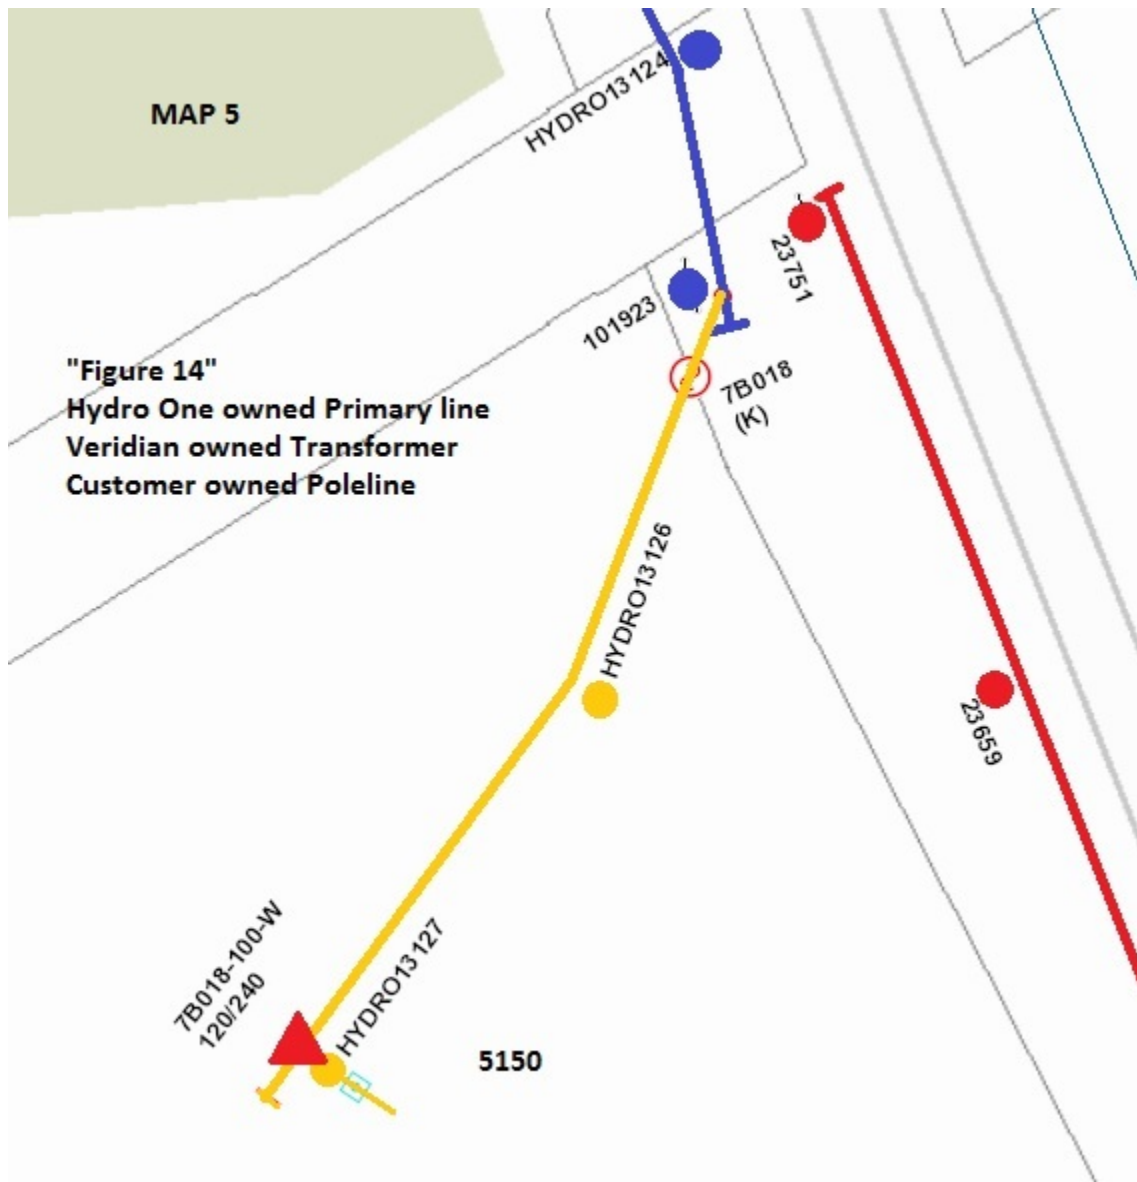 MAP 5
HYDRO13124
23751
101923
"Figure 14"
Hydro One owned Primary line
Veridian owned Transformer
Customer owned Poleline
7B018
(K)
HYDRO13126
23659
7B018-100-W
120/240
HYDRO13127
5150